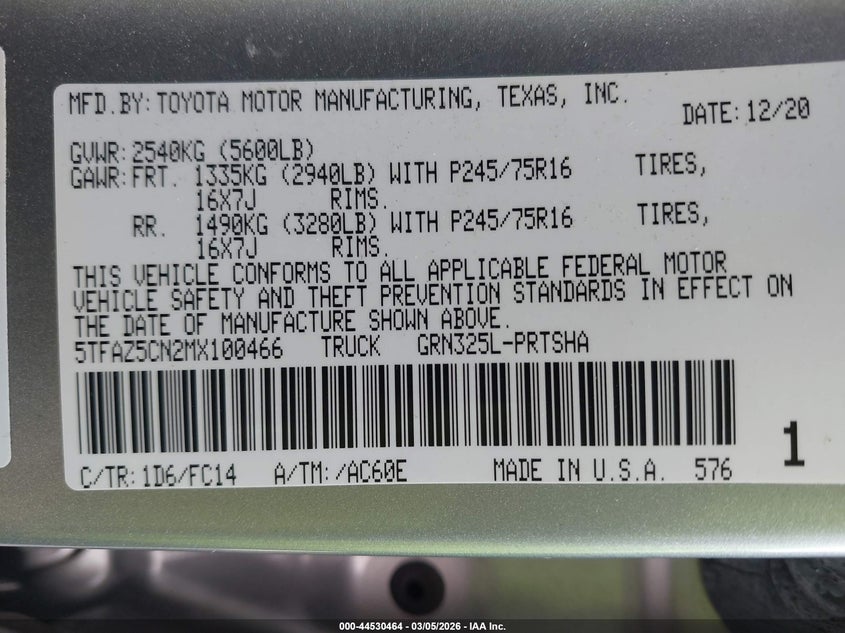 MFD.BY: TOYOTA MOTOR MANUFACTURING, TEXAS, INC.
DATE: 12/20
GVWR: 2540KG (5600LB)
GAWR: FRT. 1335KG (2940LB) WITH P245/75R16 TIRES,
16X7J RIMS.
RR. 1490KG (3280LB) WITH P245/75R16 TIRES,
16X7J RIMS.
THIS VEHICLE CONFORMS TO ALL APPLICABLE FEDERAL MOTOR
VEHICLE SAFETY AND THEFT PREVENTION STANDARDS IN EFFECT ON
THE DATE OF MANUFACTURE SHOWN ABOVE.
5TFAZ5CN2MX100466 TRUCK GRN325L-PRTSHA
1
C/TR: 1D6/FC14 A/TM: /AC60E MADE IN U.S.A. 576
000-44530464 - 03/05/2026 - IAA Inc.